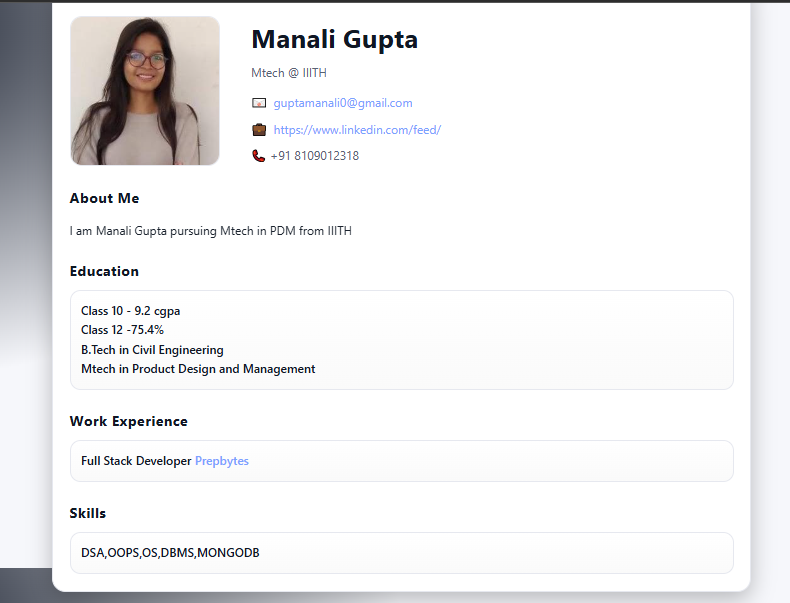 Manali Gupta
Mtech @ IIITH
guptamanali0@gmail.com
https://www.linkedin.com/feed/
+91 8109012318
About Me
I am Manali Gupta pursuing Mtech in PDM from IIITH
Education
Class 10 - 9.2 cgpa
Class 12 -75.4%
B.Tech in Civil Engineering
Mtech in Product Design and Management
Work Experience
Full Stack Developer Prepbytes
Skills
DSA,OOPS,OS,DBMS,MONGODB